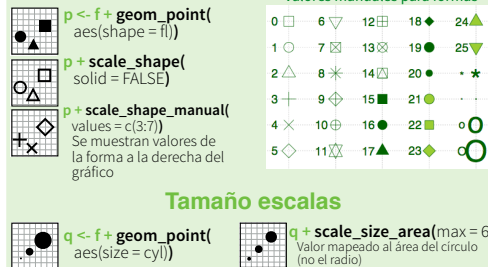 Valores manuales para formas
p <- f + geom_point(
aes(shape = fl))
p + scale_shape(
solid = FALSE)
p + scale_shape_manual(
values = c(3:7))
Se muestran valores de
la forma a la derecha del
gráfico
0 6 12 18 24
1 7 13 19 25
2 8 14 20 * *
3 9 15 21 . .
4 10 16 22 o O
5 11 17 23 o O
Tamaño escalas
q <- f + geom_point(
aes(size = cyl))
q + scale_size_area(max = 6)
Valor mapeado al área del círculo
(no el radio)